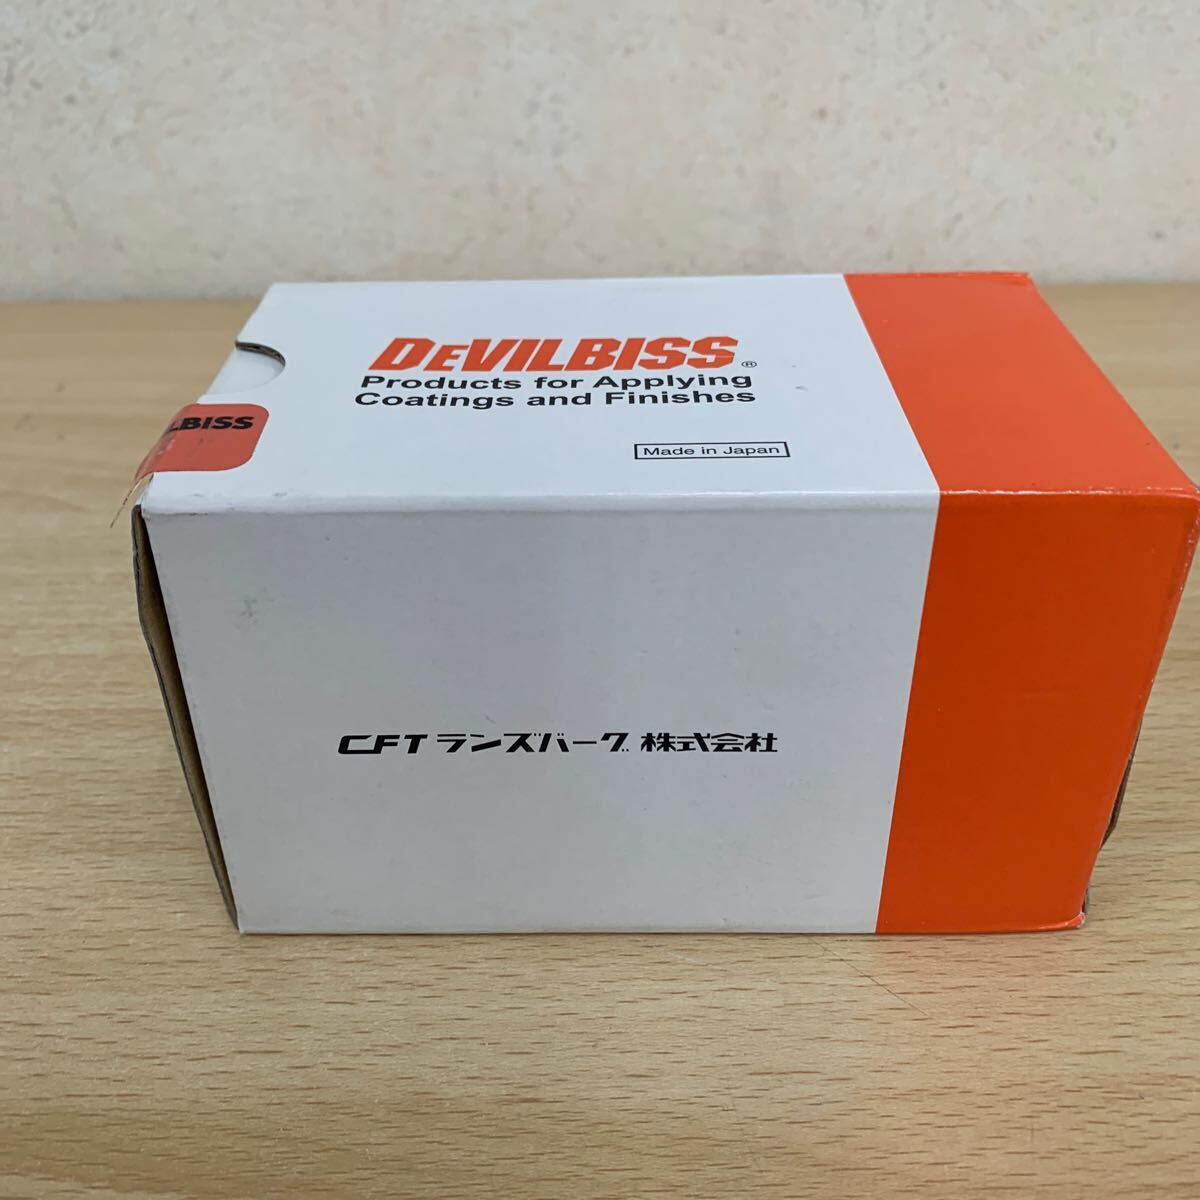 DEVILBISS®
Products for Applying
Coatings and Finishes
Made in Japan
LBISS
CFT ランズバーグ 株式会社